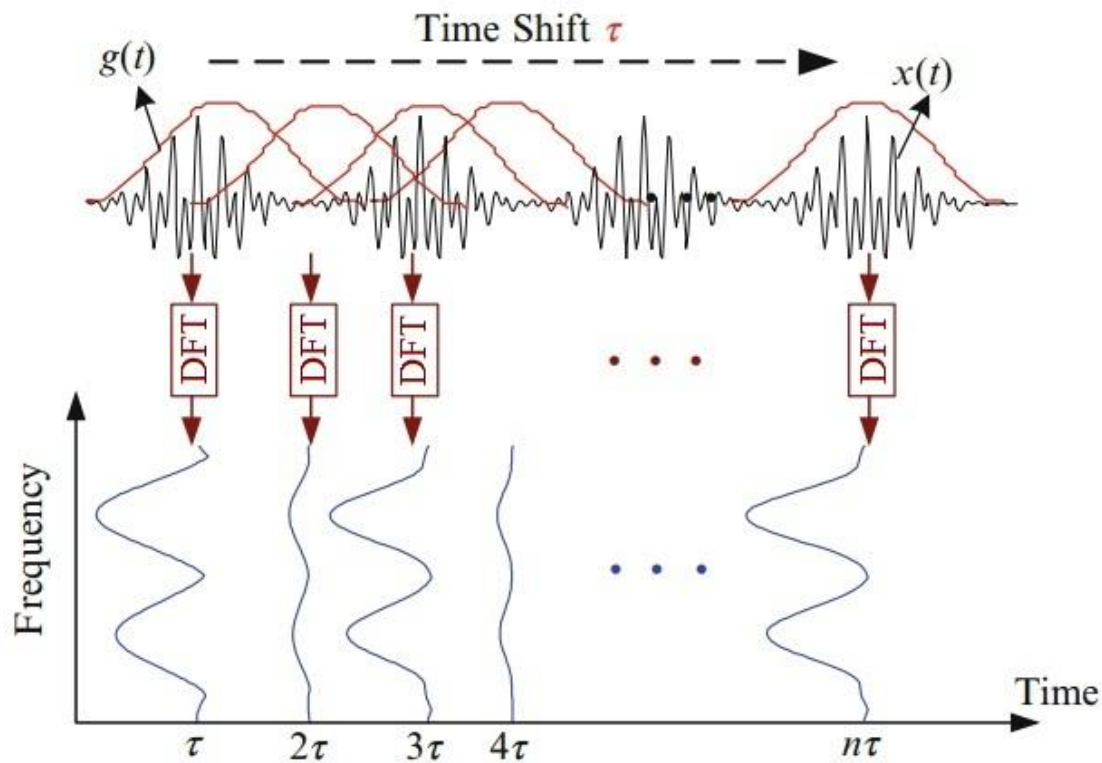 Time Shift τ
g(t)
x(t)
DFT
DFT
DFT
DFT
Frequency
Time
τ
2τ
3τ
4τ
nτ